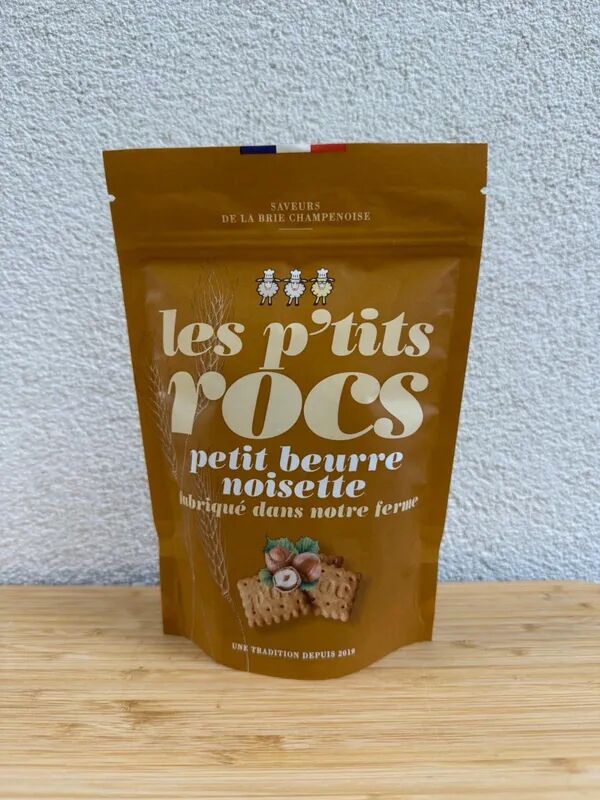 SAVEURS
DE LA BRIE CHAMPENOISE
les p'tits
rocs
petit beurre
noisette
fabriqué dans notre ferme
UNE TRADITION DEPUIS 2019